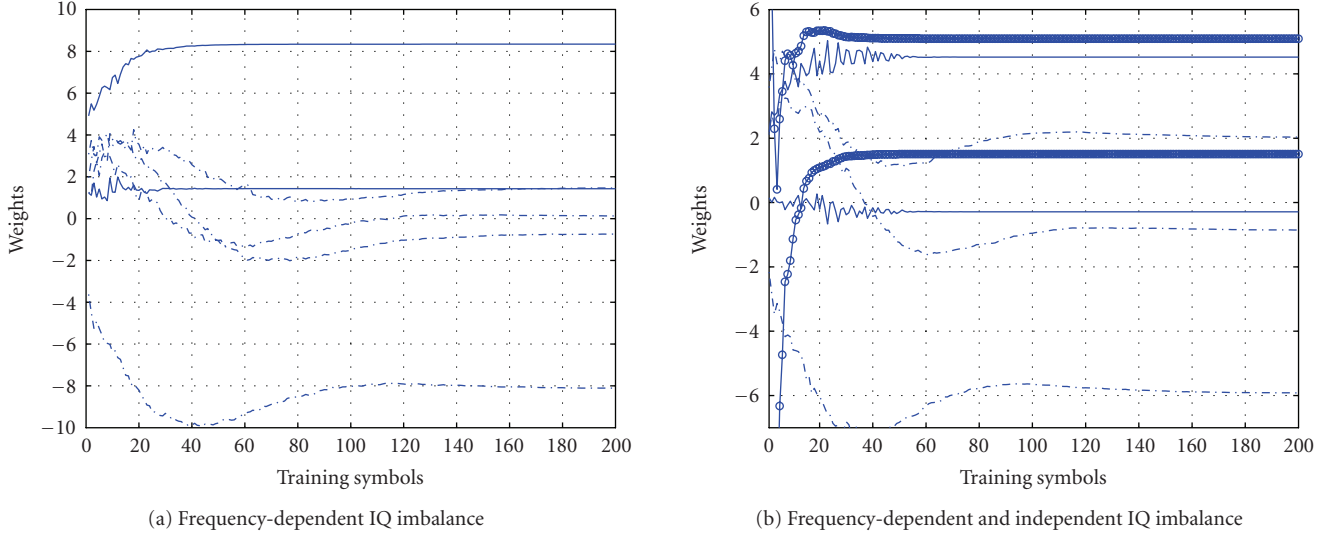 10
8
6
4
2
0
−2
−4
−6
−8
−10
Weights
0 20 40 60 80 100 120 140 160 180 200
Training symbols
(a) Frequency-dependent IQ imbalance
6
4
2
0
−2
−4
−6
Weights
0 20 40 60 80 100 120 140 160 180 200
Training symbols
(b) Frequency-dependent and independent IQ imbalance